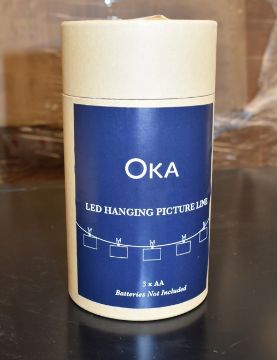 OKA
LED HANGING PICTURE LINE
3 x AA
Batteries Not Included